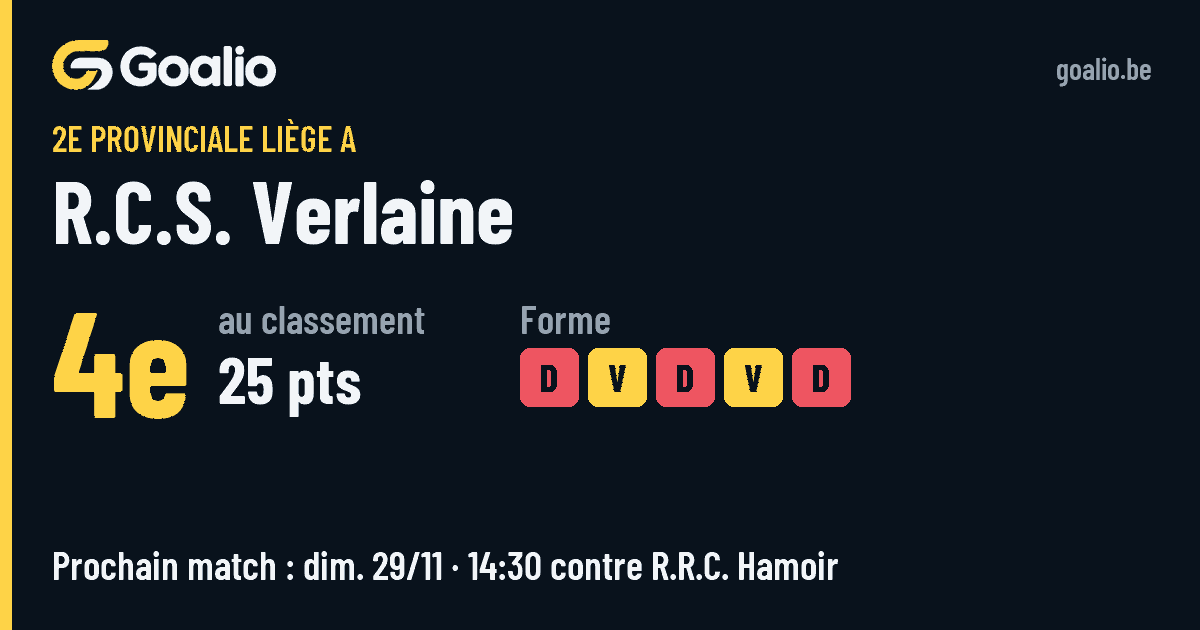 Goalio
goalio.be
2E PROVINCIALE LIÈGE A
R.C.S. Verlaine
4e
au classement
25 pts
Forme
D V D V D
Prochain match : dim. 29/11 · 14:30 contre R.R.C. Hamoir